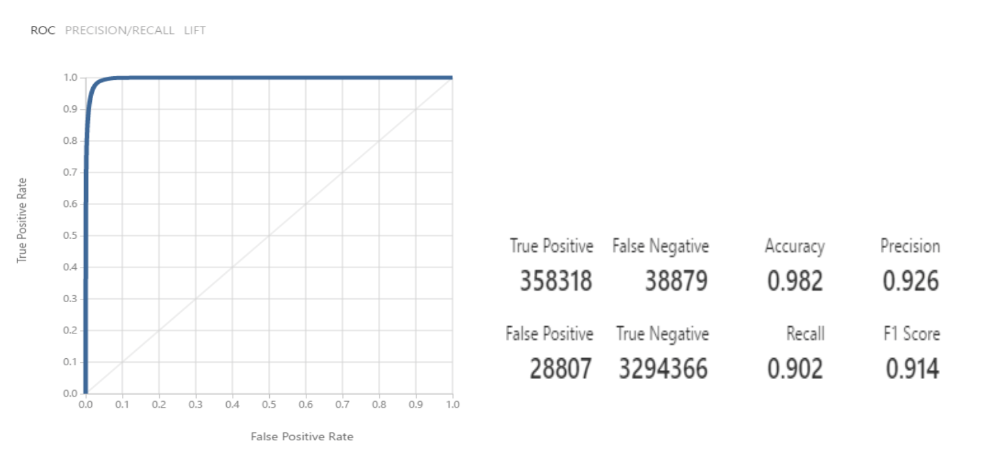 ROC PRECISION/RECALL LIFT
True Positive Rate
1.0
0.9
0.8
0.7
0.6
0.5
0.4
0.3
0.2
0.1
0.0
0.0 0.1 0.2 0.3 0.4 0.5 0.6 0.7 0.8 0.9 1.0
False Positive Rate
True Positive False Negative Accuracy Precision
358318 38879 0.982 0.926
False Positive True Negative Recall F1 Score
28807 3294366 0.902 0.914